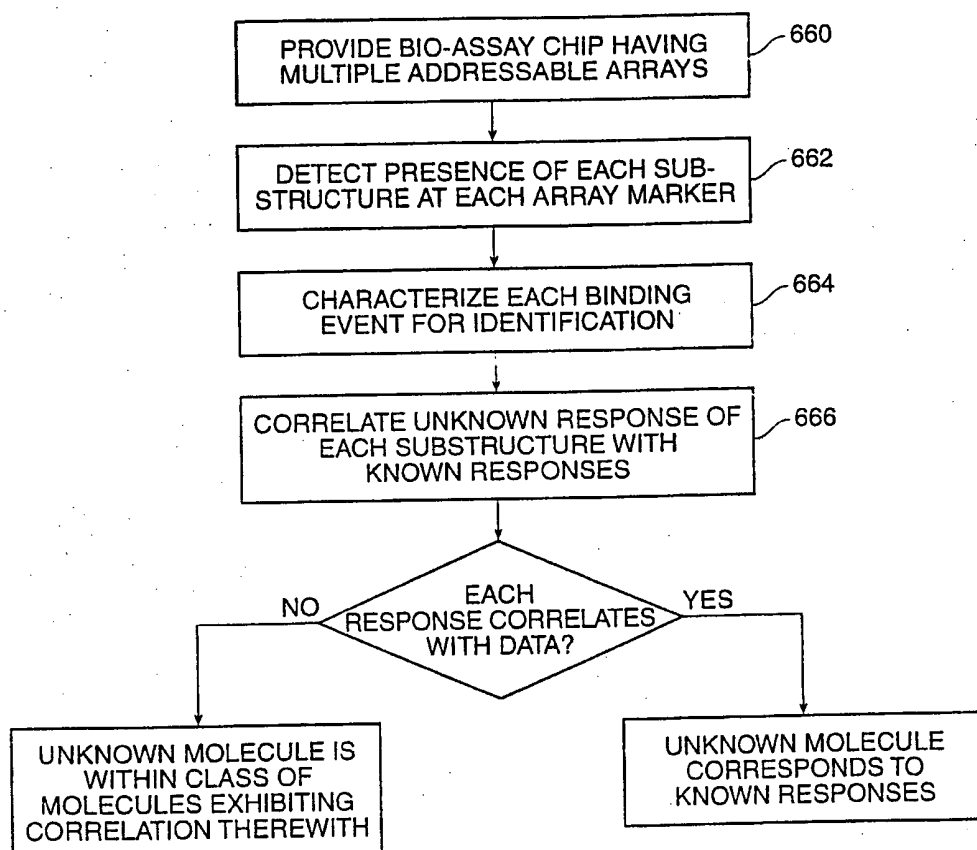 PROVIDE BIO-ASSAY CHIP HAVING
MULTIPLE ADDRESSABLE ARRAYS
660
DETECT PRESENCE OF EACH SUB-
STRUCTURE AT EACH ARRAY MARKER
662
CHARACTERIZE EACH BINDING
EVENT FOR IDENTIFICATION
664
CORRELATE UNKNOWN RESPONSE OF
EACH SUBSTRUCTURE WITH
KNOWN RESPONSES
666
EACH
RESPONSE CORRELATES
WITH DATA?
NO
YES
UNKNOWN MOLECULE IS
WITHIN CLASS OF
MOLECULES EXHIBITING
CORRELATION THEREWITH
UNKNOWN MOLECULE
CORRESPONDS TO
KNOWN RESPONSES